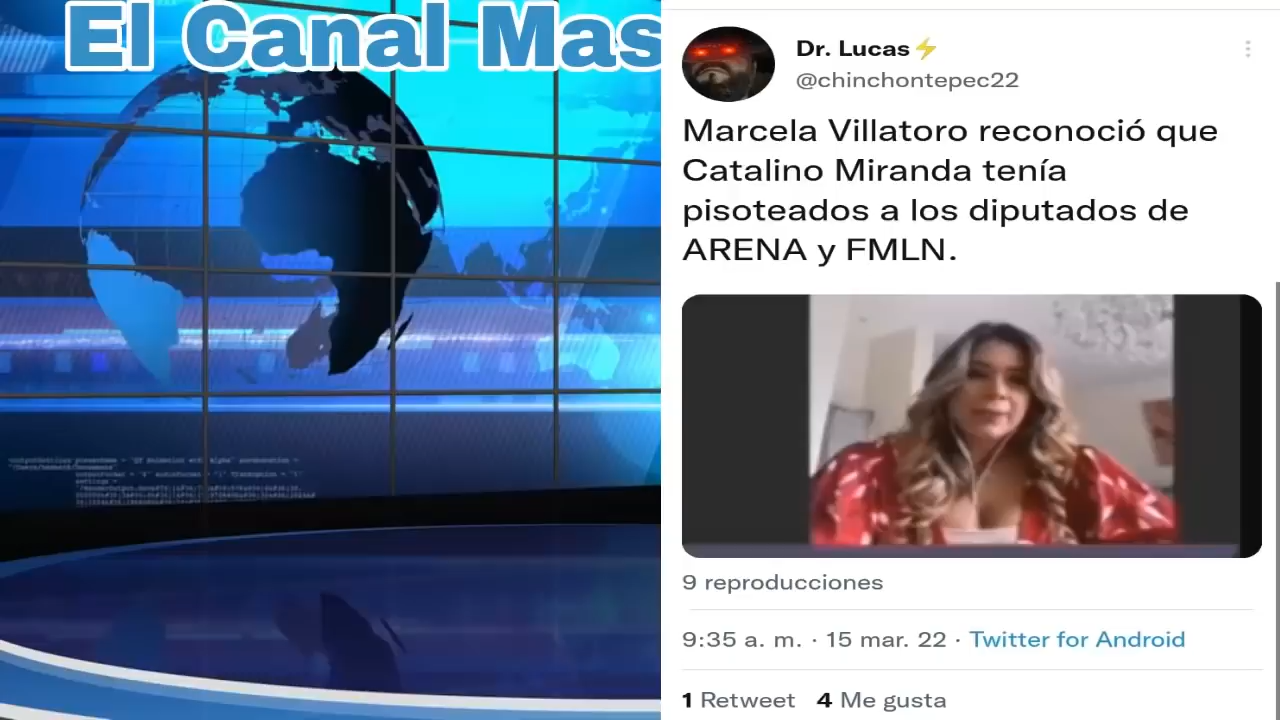 El Canal Mas
Dr. Lucas⚡
@chinchontepec22
Marcela Villatoro reconoció que
Catalino Miranda tenía
pisoteados a los diputados de
ARENA y FMLN.
9 reproducciones
9:35 a. m. · 15 mar. 22 · Twitter for Android
1 Retweet 4 Me gusta